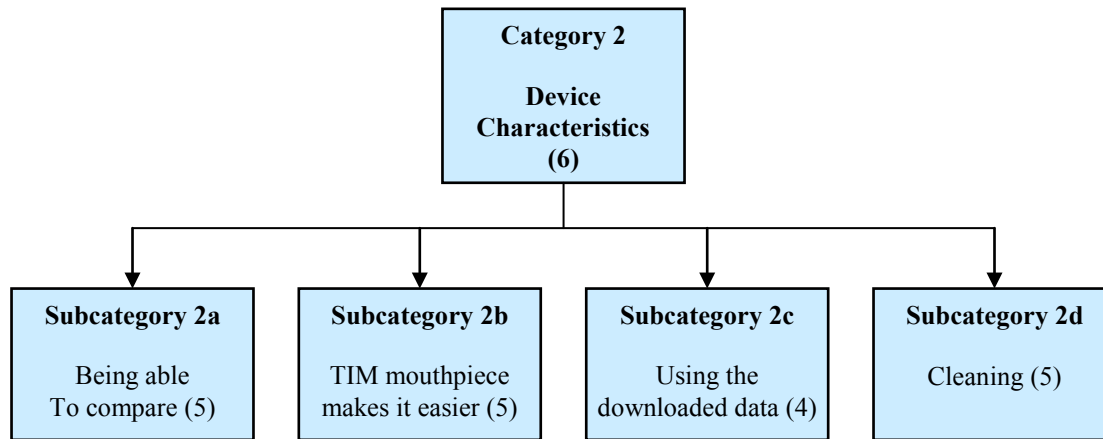 Category 2
Device
Characteristics
(6)
Subcategory 2a
Being able
To compare (5)
Subcategory 2b
TIM mouthpiece
makes it easier (5)
Subcategory 2c
Using the
downloaded data (4)
Subcategory 2d
Cleaning (5)